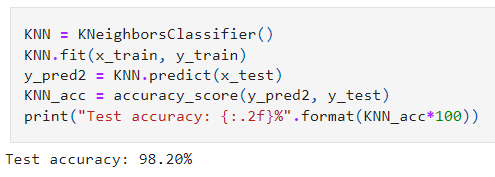 KNN = KNeighborsClassifier()
KNN.fit(x_train, y_train)
y_pred2 = KNN.predict(x_test)
KNN_acc = accuracy_score(y_pred2, y_test)
print("Test accuracy: {:.2f}%".format(KNN_acc*100))
Test accuracy: 98.20%